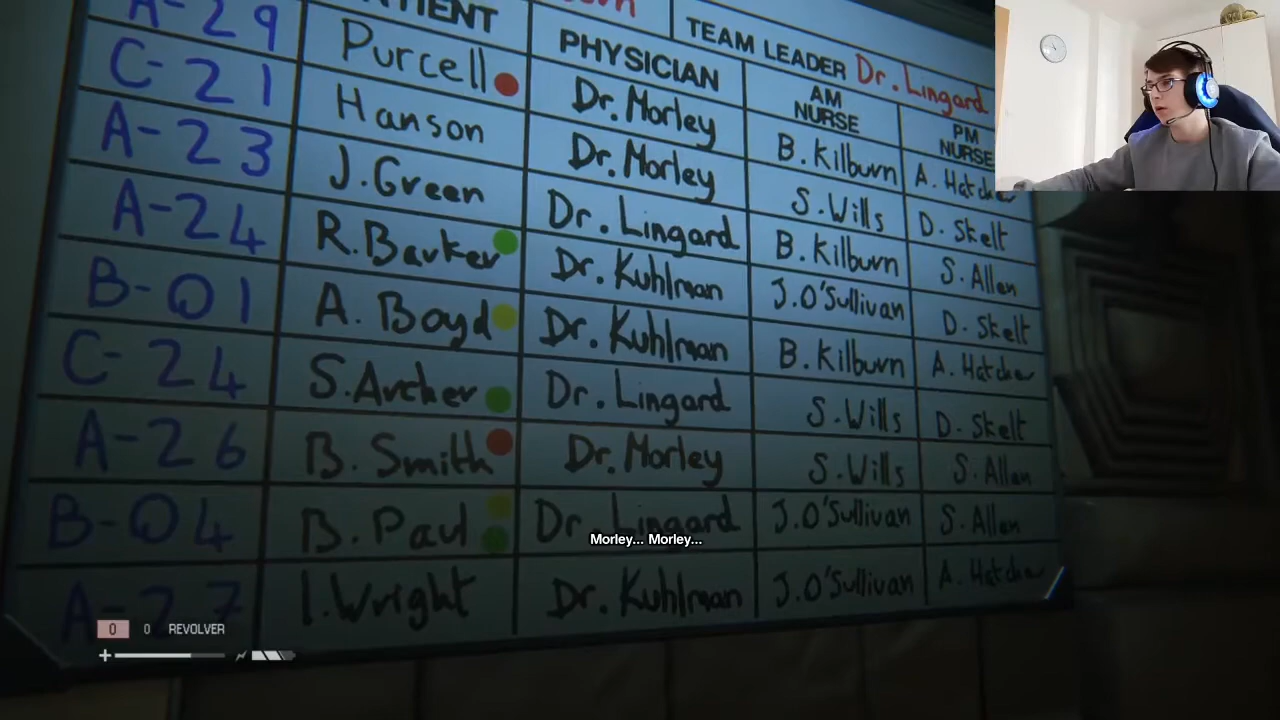 TEAM LEADER Dr. Lingard
PHYSICIAN AM NURSE PM NURSE
A-29 Purcell Dr. Morley B. Kilburn A. Hatcher
C-21 Hanson Dr. Morley S. Wills D. Skelt
A-23 J. Green Dr. Lingard B. Kilburn S. Allen
A-24 R. Barker Dr. Kuhlman J. O'Sullivan D. Skelt
B-01 A. Boyd Dr. Kuhlman B. Kilburn A. Hatcher
C-24 S. Archer Dr. Lingard S. Wills D. Skelt
A-26 B. Smith Dr. Morley S. Wills S. Allen
B-04 B. Paul Dr. Lingard J. O'Sullivan S. Allen
Morley... Morley...
A-27 I. Wright Dr. Kuhlman J. O'Sullivan A. Hatcher
0 0 REVOLVER